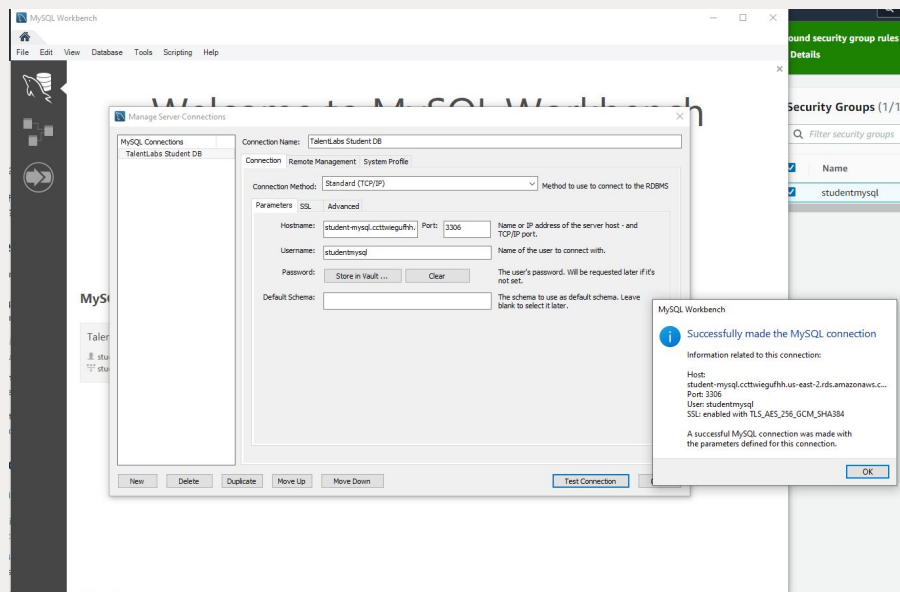 MySQL Workbench
File Edit View Database Tools Scripting Help
Welcome to MySQL Workbench
Manage Server Connections
MySQL Connections
TalentLabs Student DB
Connection Name: TalentLabs Student DB
Connection Remote Management System Profile
Connection Method: Standard (TCP/IP) Method to use to connect to the RDBMS
Parameters SSL Advanced
Hostname: student-mysql.ccttwiegufhh. Port: 3306 Name or IP address of the server host - and
TCP/IP port.
Username: studentmysql Name of the user to connect with.
Password: Store in Vault ... Clear The user's password. Will be requested later if it's
not set.
Default Schema: The schema to use as default schema. Leave
blank to select it later.
New Delete Duplicate Move Up Move Down Test Connection
MyS
Taler
stu
stu
MySQL Workbench
Successfully made the MySQL connection
Information related to this connection:
Host:
student-mysql.ccttwiegufhh.us-east-2.rds.amazonaws.c...
Port: 3306
User: studentmysql
SSL: enabled with TLS_AES_256_GCM_SHA384
A successful MySQL connection was made with
the parameters defined for this connection.
OK
ound security group rules
Details
Security Groups (1/1
Filter security groups
Name
studentmysql